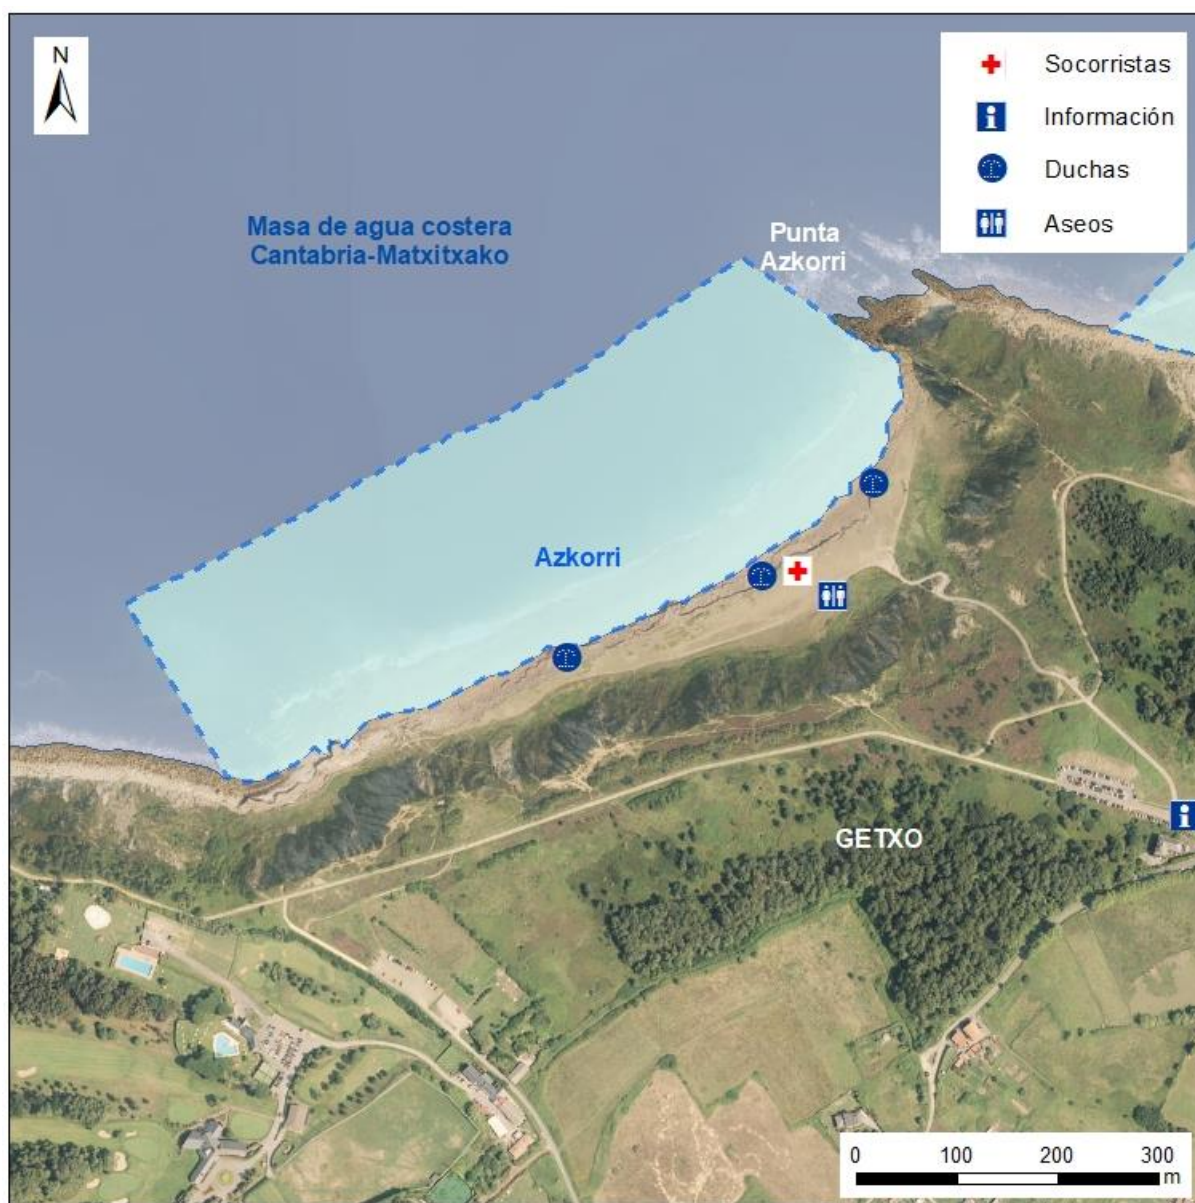 N
Socorristas
Información
Duchas
Aseos
Masa de agua costera
Cantabria-Matxitxako
Punta
Azkorri
Azkorri
GETXO
0 100 200 300
m